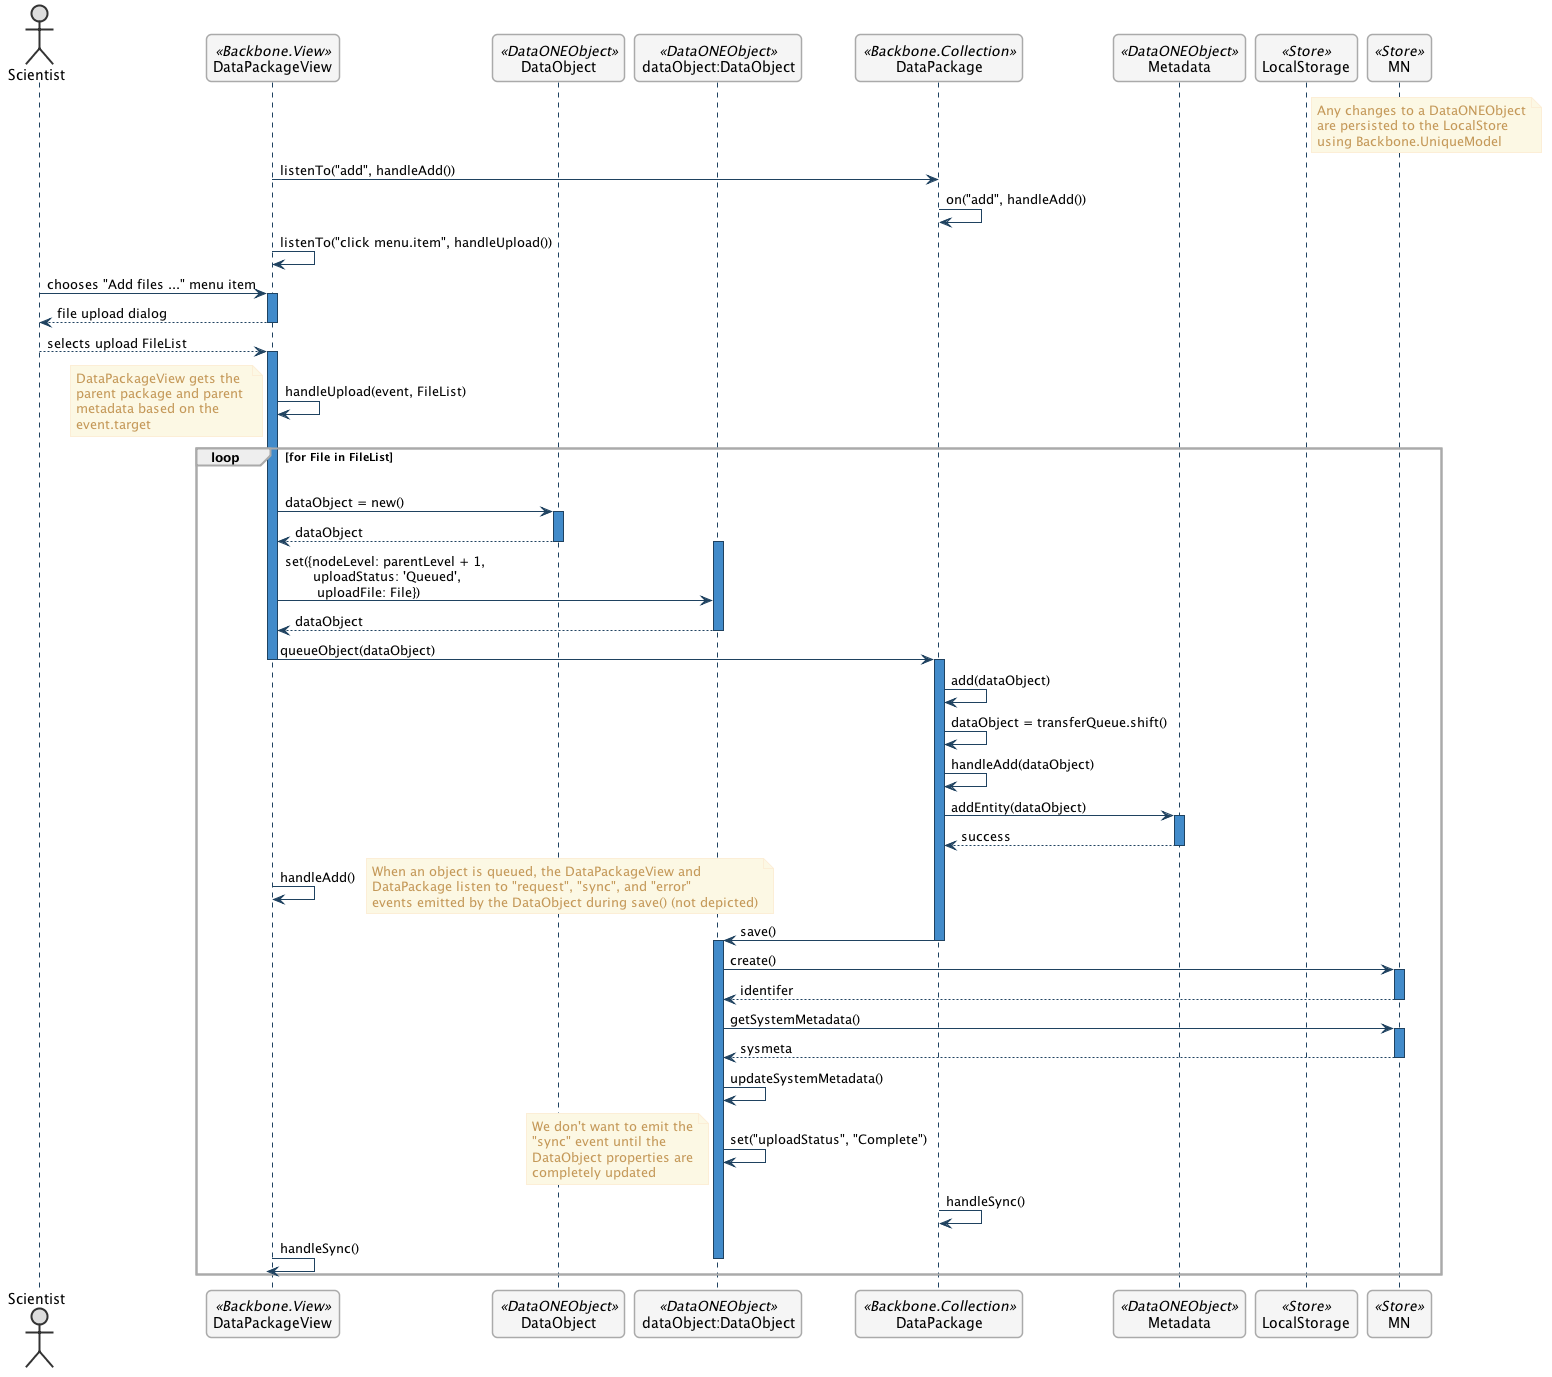 Scientist
«Backbone.View»
DataPackageView
«DataONEObject»
DataObject
«DataONEObject»
dataObject:DataObject
«Backbone.Collection»
DataPackage
«DataONEObject»
Metadata
«Store»
LocalStorage
«Store»
MN
Any changes to a DataONEObject
are persisted to the LocalStore
using Backbone.UniqueModel
listenTo("add", handleAdd())
on("add", handleAdd())
listenTo("click menu.item", handleUpload())
chooses "Add files ..." menu item
file upload dialog
selects upload FileList
DataPackageView gets the
parent package and parent
metadata based on the
event.target
handleUpload(event, FileList)
loop
[for File in FileList]
dataObject = new()
dataObject
set({nodeLevel: parentLevel + 1,
uploadStatus: 'Queued',
uploadFile: File})
dataObject
queueObject(dataObject)
add(dataObject)
dataObject = transferQueue.shift()
handleAdd(dataObject)
addEntity(dataObject)
success
handleAdd()
When an object is queued, the DataPackageView and
DataPackage listen to "request", "sync", and "error"
events emitted by the DataObject during save() (not depicted)
save()
create()
identifer
getSystemMetadata()
sysmeta
updateSystemMetadata()
We don't want to emit the
"sync" event until the
DataObject properties are
completely updated
set("uploadStatus", "Complete")
handleSync()
handleSync()
Scientist
«Backbone.View»
DataPackageView
«DataONEObject»
DataObject
«DataONEObject»
dataObject:DataObject
«Backbone.Collection»
DataPackage
«DataONEObject»
Metadata
«Store»
LocalStorage
«Store»
MN